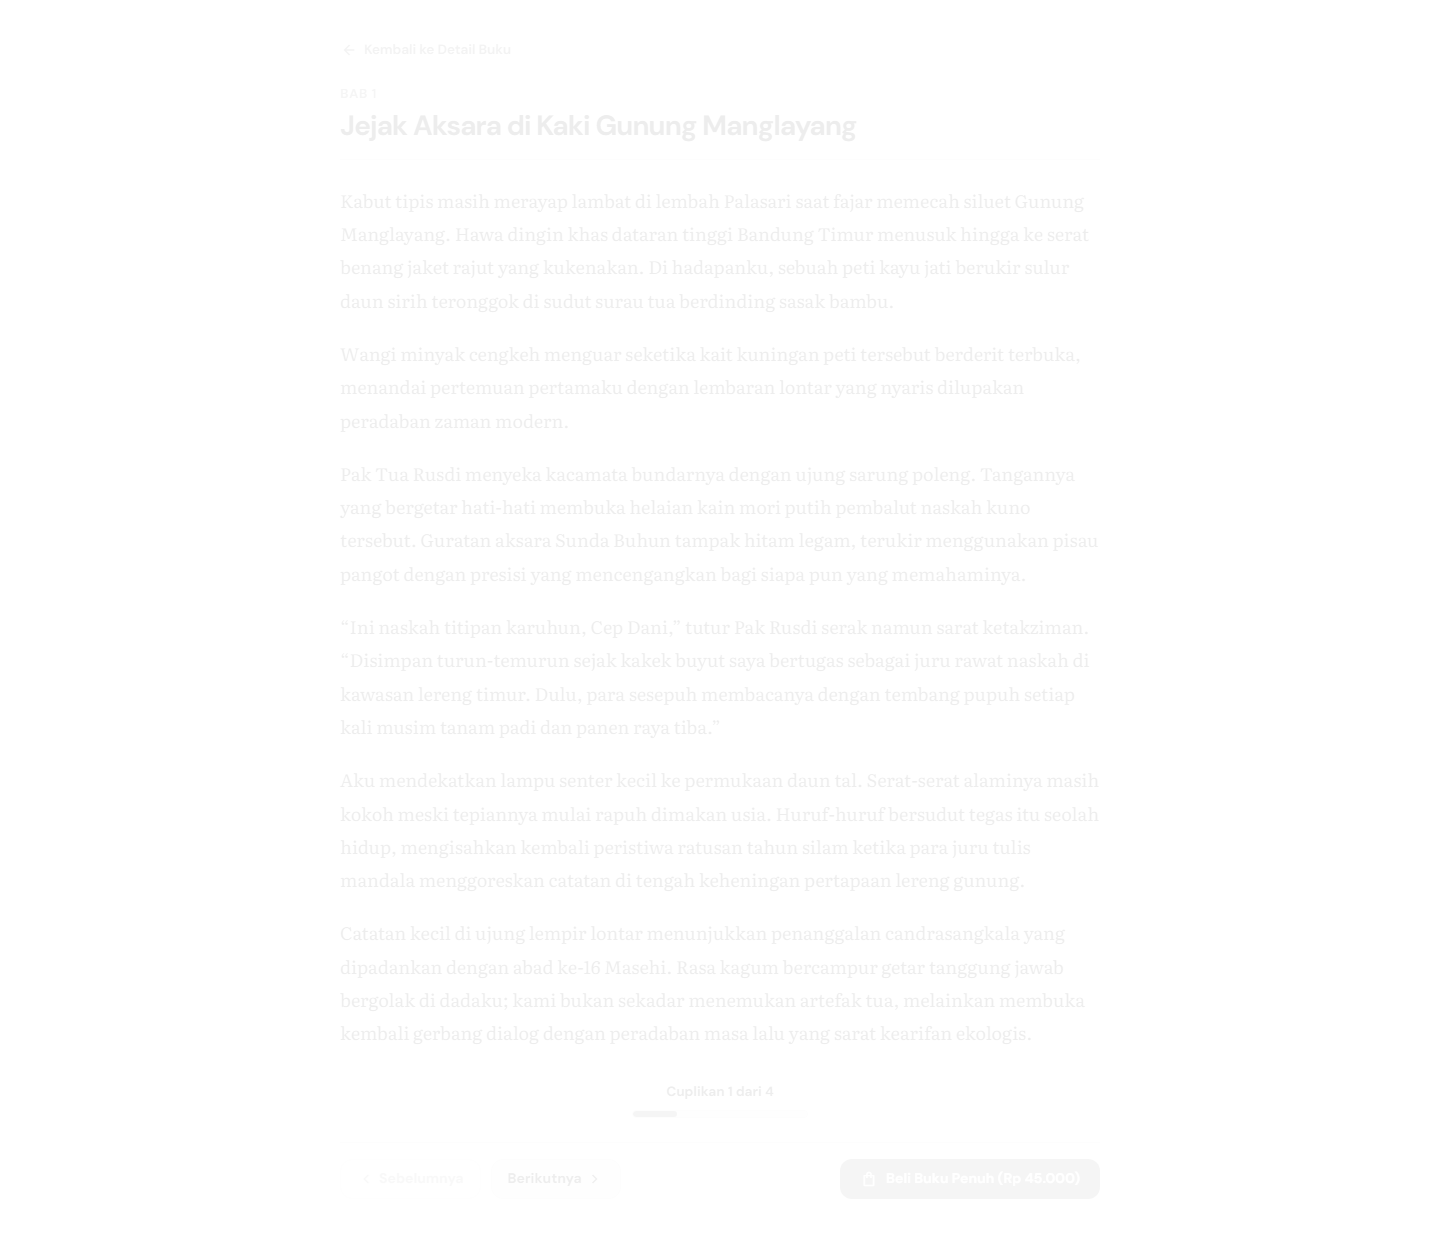 Kembali ke Detail Buku
BAB 1
Jejak Aksara di Kaki Gunung Manglayang
Kabut tipis masih merayap lambat di lembah Palasari saat fajar memecah siluet Gunung
Manglayang. Hawa dingin khas dataran tinggi Bandung Timur menusuk hingga ke serat
benang jaket rajut yang kukenakan. Di hadapanku, sebuah peti kayu jati berukir sulur
daun sirih teronggok di sudut surau tua berdinding sasak bambu.
Wangi minyak cengkeh menguar seketika kait kuningan peti tersebut berderit terbuka,
menandai pertemuan pertamaku dengan lembaran lontar yang nyaris dilupakan
peradaban zaman modern.
Pak Tua Rusdi menyeka kacamata bundarnya dengan ujung sarung poleng. Tangannya
yang bergetar hati-hati membuka helaian kain mori putih pembalut naskah kuno
tersebut. Guratan aksara Sunda Buhun tampak hitam legam, terukir menggunakan pisau
pangot dengan presisi yang mencengangkan bagi siapa pun yang memahaminya.
“Ini naskah titipan karuhun, Cep Dani,” tutur Pak Rusdi serak namun sarat ketakziman.
“Disimpan turun-temurun sejak kakek buyut saya bertugas sebagai juru rawat naskah di
kawasan lereng timur. Dulu, para sesepuh membacanya dengan tembang pupuh setiap
kali musim tanam padi dan panen raya tiba.”
Aku mendekatkan lampu senter kecil ke permukaan daun tal. Serat-serat alaminya masih
kokoh meski tepiannya mulai rapuh dimakan usia. Huruf-huruf bersudut tegas itu seolah
hidup, mengisahkan kembali peristiwa ratusan tahun silam ketika para juru tulis
mandala menggoreskan catatan di tengah keheningan pertapaan lereng gunung.
Catatan kecil di ujung lempir lontar menunjukkan penanggalan candrasangkala yang
dipadankan dengan abad ke-16 Masehi. Rasa kagum bercampur getar tanggung jawab
bergolak di dadaku; kami bukan sekadar menemukan artefak tua, melainkan membuka
kembali gerbang dialog dengan peradaban masa lalu yang sarat kearifan ekologis.
Cuplikan 1 dari 4
Sebelumnya
Berikutnya
Beli Buku Penuh (Rp 45.000)